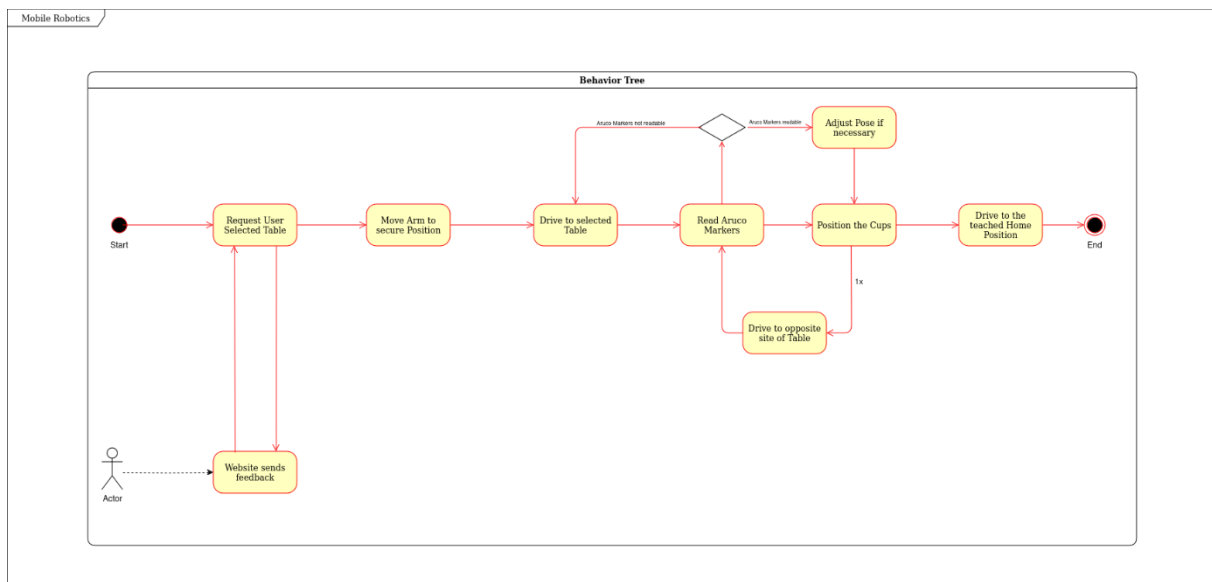 Mobile Robotics
Behavior Tree
Aruco Markers not readable
Aruco Markers readable
Adjust Pose if
necessary
Start
Request User
Selected Table
Move Arm to
secure Position
Drive to selected
Table
Read Aruco
Markers
Position the Cups
Drive to the
teached Home
Position
End
1x
Drive to opposite
site of Table
Actor
Website sends
feedback